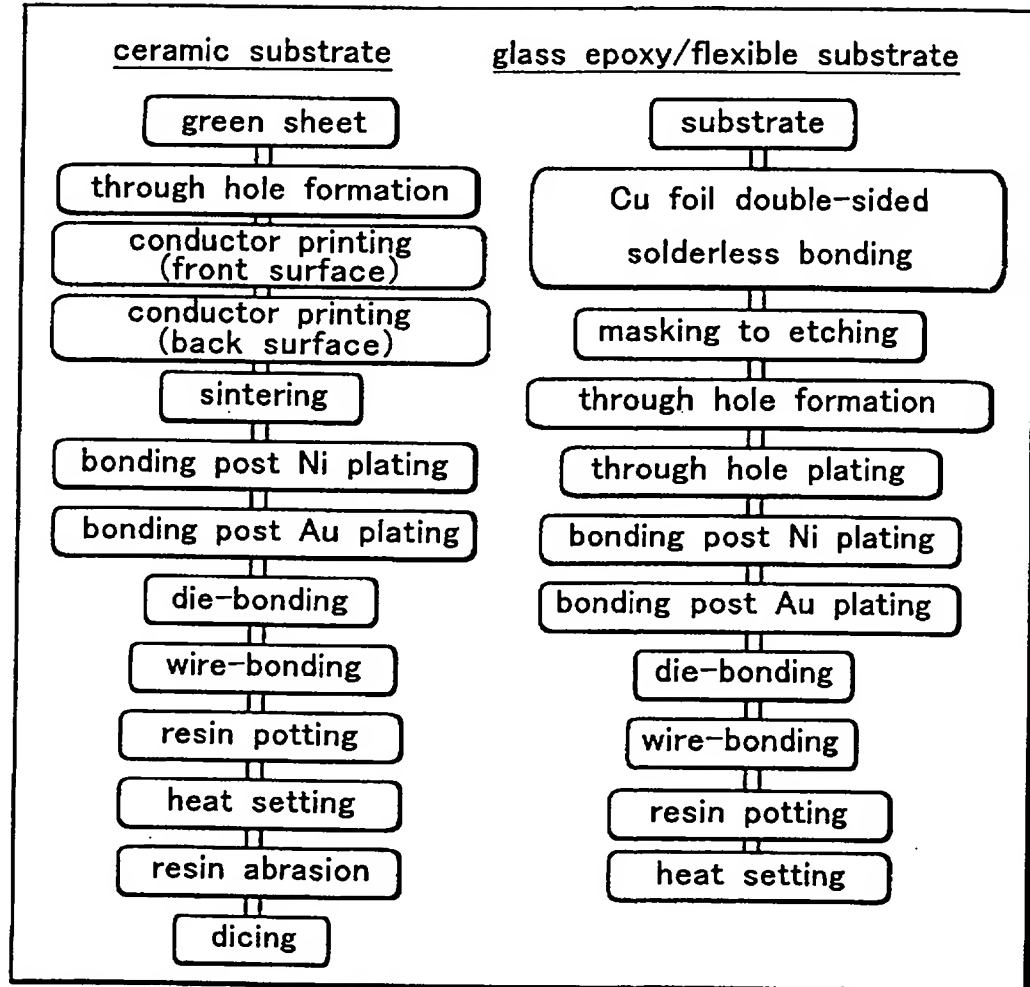 ceramic substrate
green sheet
through hole formation
conductor printing
(front surface)
conductor printing
(back surface)
sintering
bonding post Ni plating
bonding post Au plating
die-bonding
wire-bonding
resin potting
heat setting
resin abrasion
dicing
glass epoxy/flexible substrate
substrate
Cu foil double-sided
solderless bonding
masking to etching
through hole formation
through hole plating
bonding post Ni plating
bonding post Au plating
die-bonding
wire-bonding
resin potting
heat setting